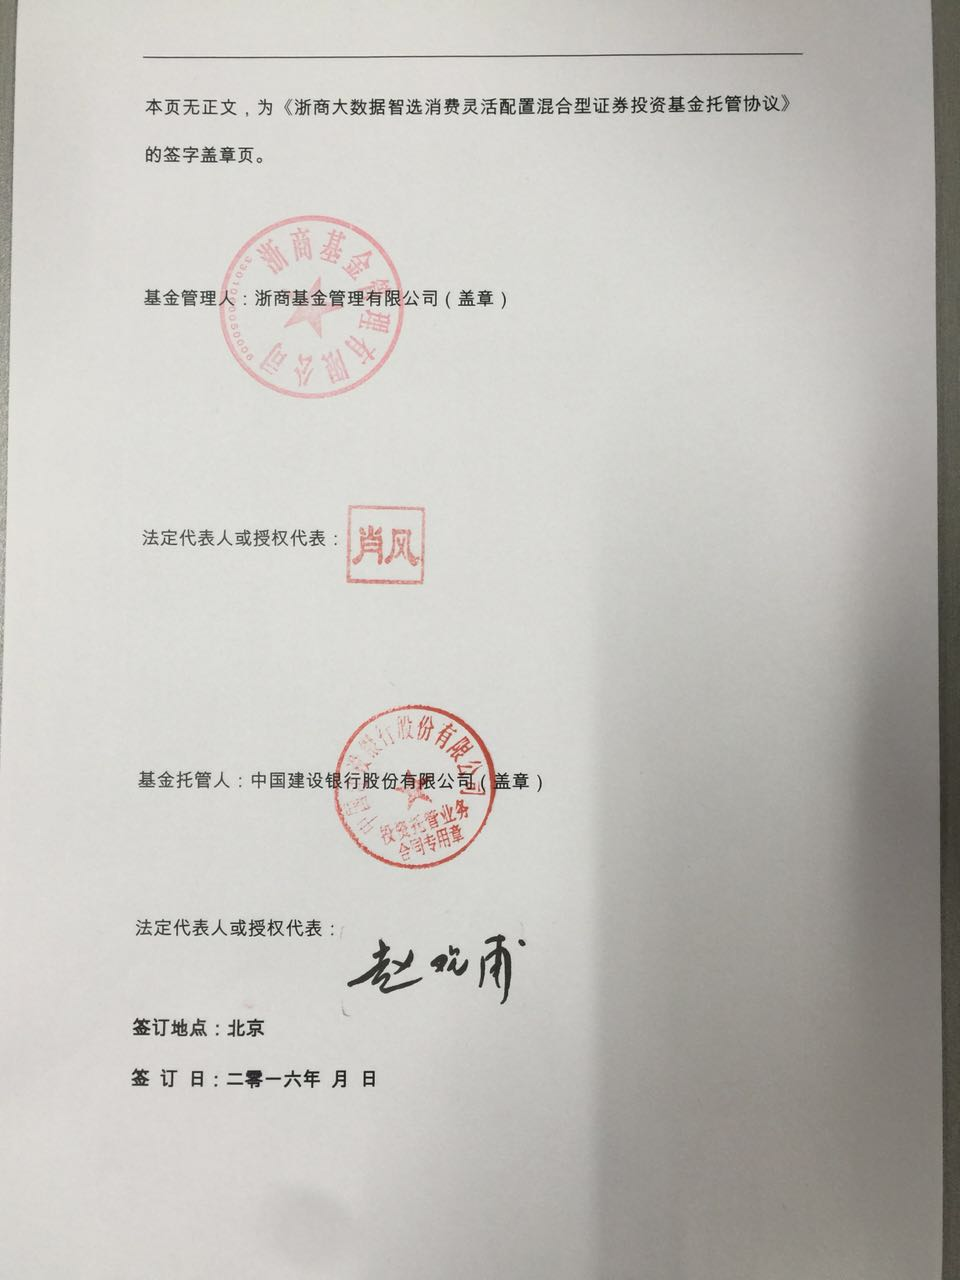 本页无正文，为《浙商大数据智选消费灵活配置混合型证券投资基金托管协议》
的签字盖章页。
浙商基金管理有限公司
基金管理人：浙商基金管理有限公司（盖章）
法定代表人或授权代表：
肖风
中国建设银行股份有限公司
基金托管人：中国建设银行股份有限公司（盖章）
投资托管业务
合同专用章
法定代表人或授权代表：
赵观甫
签订地点：北京
签 订 日：二零一六年 月 日